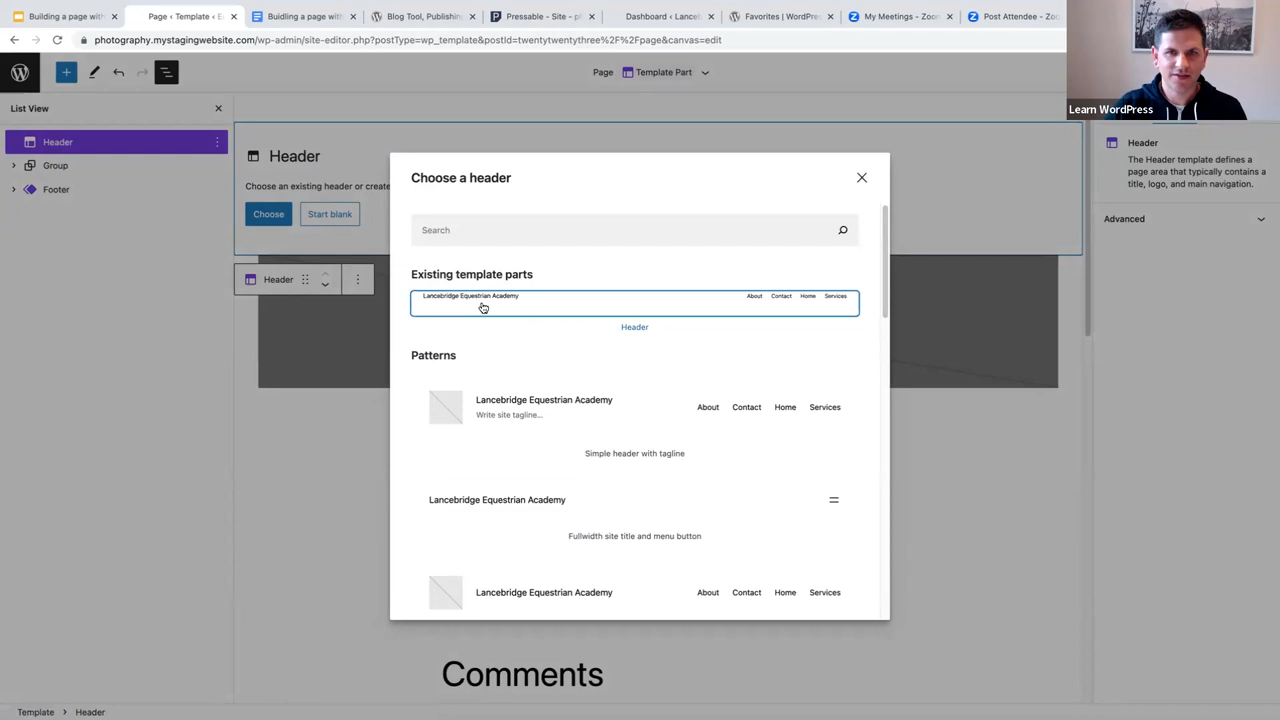 Building a page with
Page < Template < E
Buidling a page with
Blog Tool, Publishing
Pressable - Site - pl
Dashboard < Lanceb
Favorites | WordPres
My Meetings - Zoom
Post Attendee - Zoo
photography.mystagingwebsite.com/wp-admin/site-editor.php?postType=wp_template&postId=twentytwentythree%2F%2Fpage&canvas=edit
Page
Template Part
Learn WordPress
List View
Header
Group
Footer
Header
Choose an existing header or create
Choose
Start blank
Header
Choose a header
Search
Existing template parts
Lancebridge Equestrian Academy
About
Contact
Home
Services
Header
Patterns
Lancebridge Equestrian Academy
Write site tagline...
About
Contact
Home
Services
Simple header with tagline
Lancebridge Equestrian Academy
Fullwidth site title and menu button
Lancebridge Equestrian Academy
About
Contact
Home
Services
Header
The Header template defines a
page area that typically contains a
title, logo, and main navigation.
Advanced
Comments
Template > Header